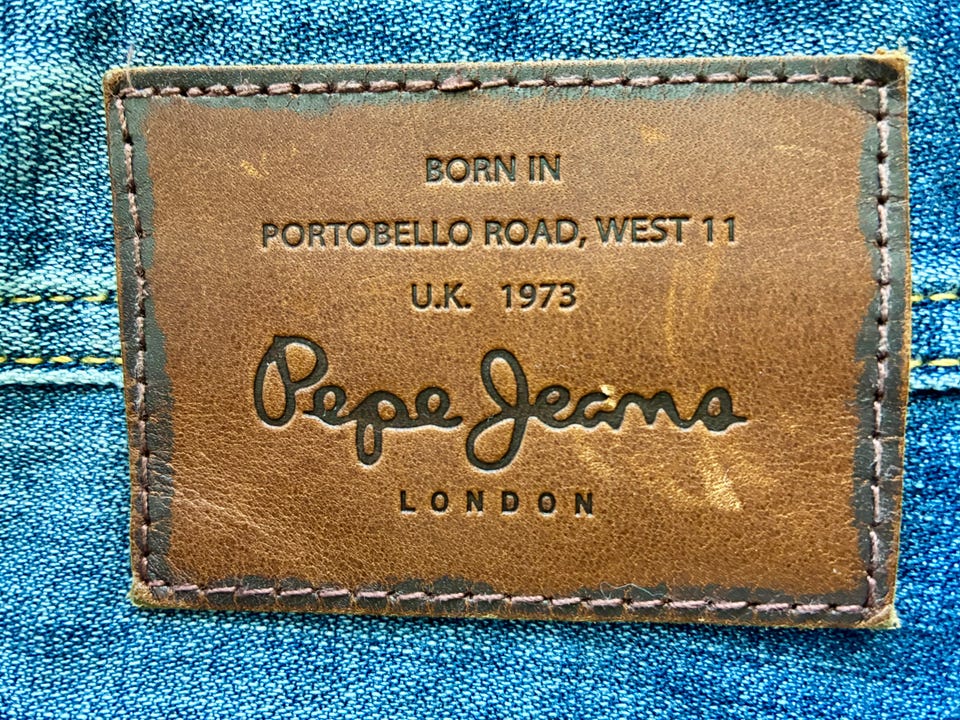 BORN IN
PORTOBELLO ROAD, WEST 11
U.K. 1973
Pepe Jeans
LONDON